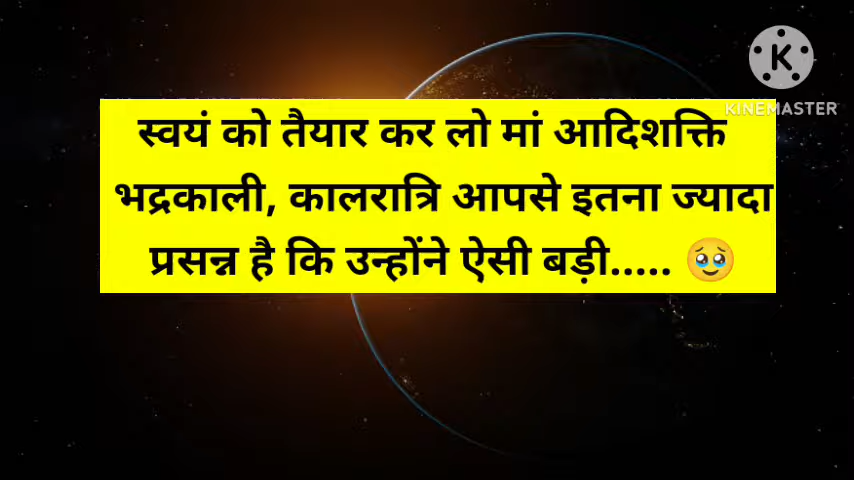 स्वयं को तैयार कर लो मां आदिशक्ति
भद्रकाली, कालरात्रि आपसे इतना ज्यादा
प्रसन्न है कि उन्होंने ऐसी बड़ी..... 🥹
K
KINEMASTER